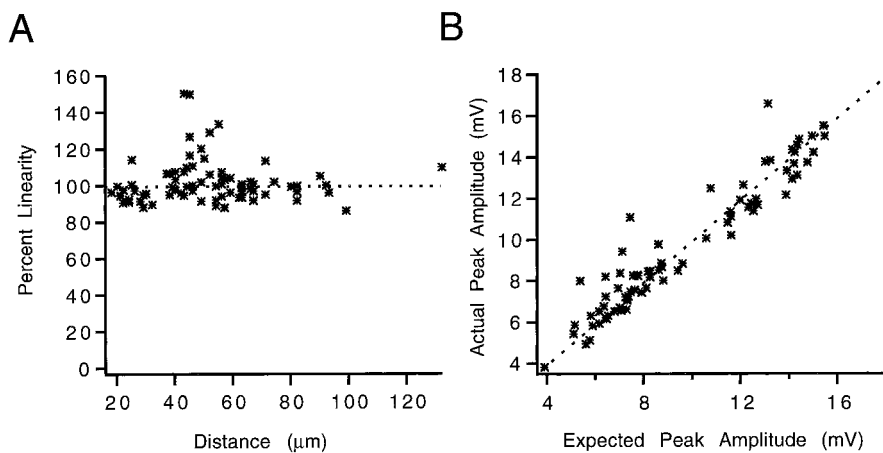 A
160
140
120
100
80
60
40
20
0
Percent Linearity
20 40 60 80 100 120
Distance (μm)
B
18
16
14
12
10
8
6
4
Actual Peak Amplitude (mV)
4 8 12 16
Expected Peak Amplitude (mV)